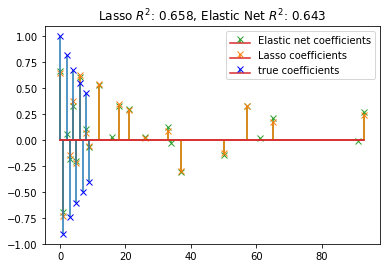 Lasso R²: 0.658, Elastic Net R²: 0.643
Elastic net coefficients
Lasso coefficients
true coefficients
1.00
0.75
0.50
0.25
0.00
−0.25
−0.50
−0.75
−1.00
0 20 40 60 80